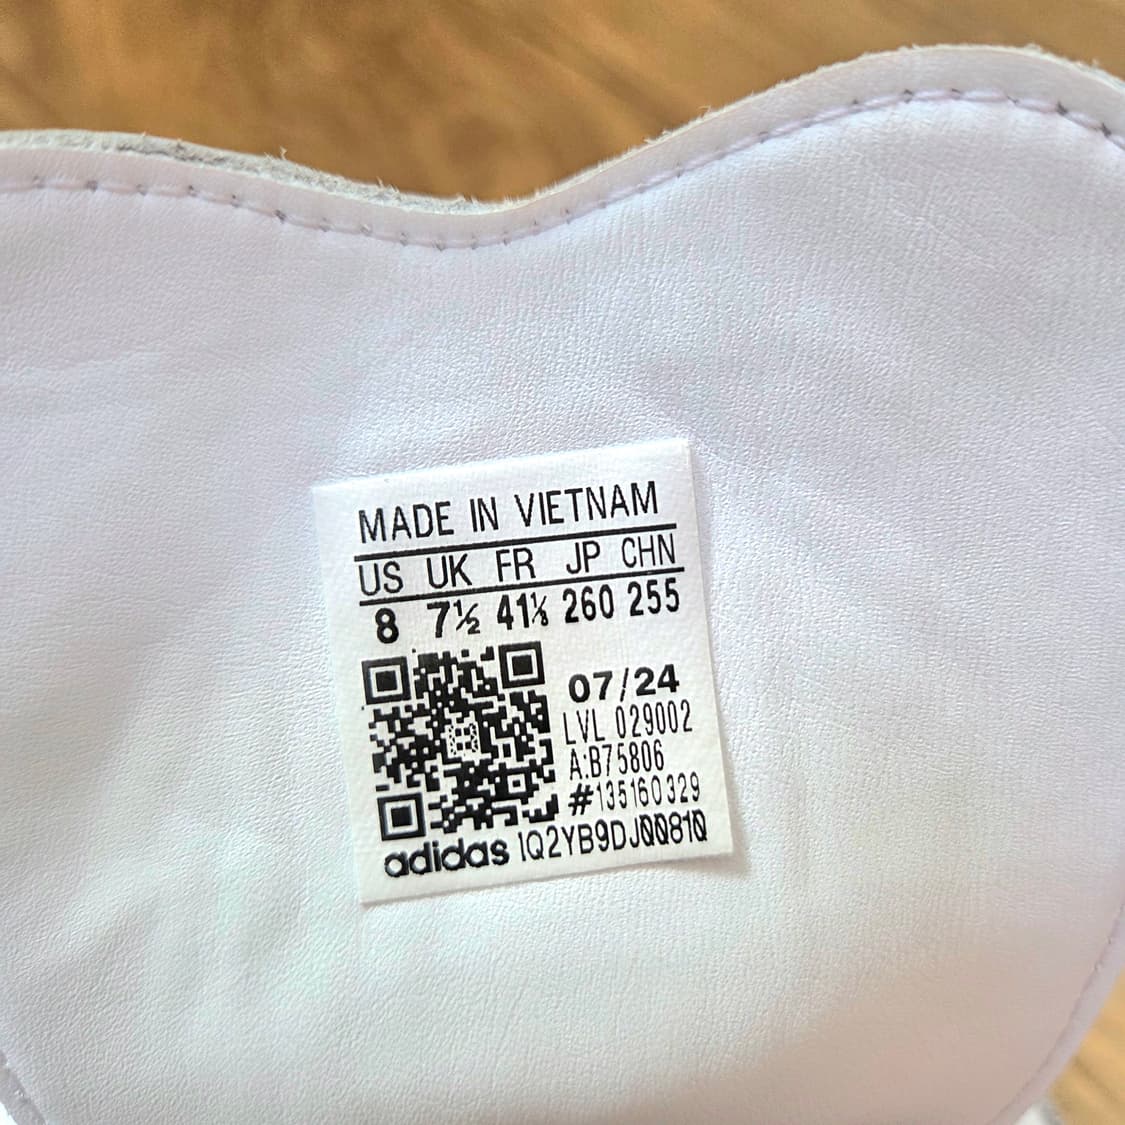 MADE IN VIETNAM
US UK FR JP CHN
8 7½ 41⅓ 260 255
07/24
LVL 029002
A:B75806
#135160329
adidas 1Q2YB9DJ00810